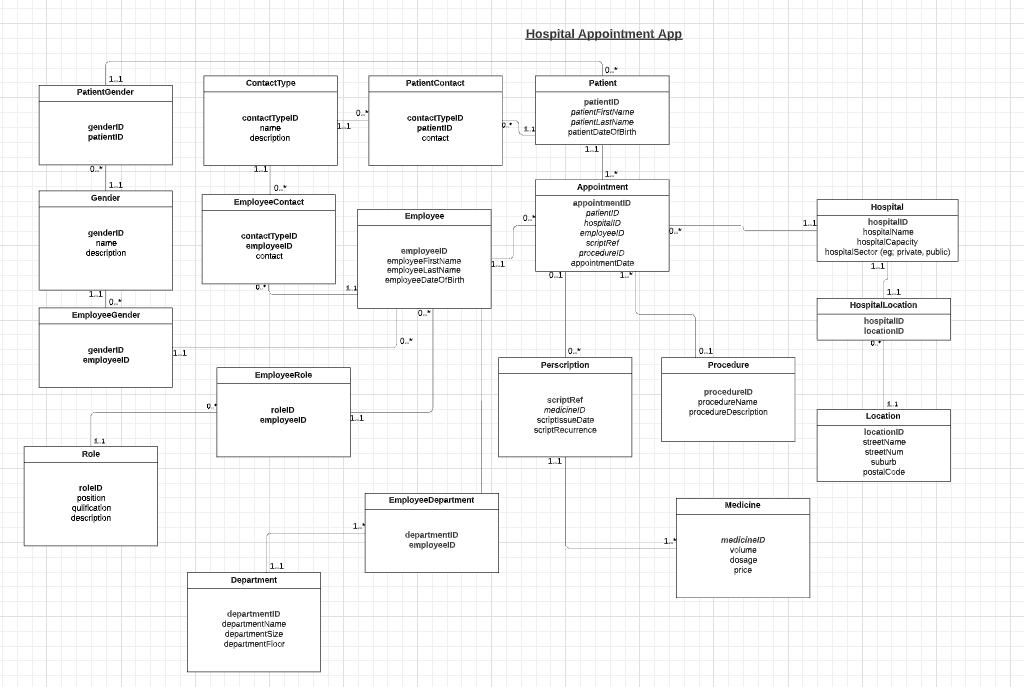 Hospital Appointment App
1..1
0..*
PatientGender
genderID
patientID
0..*
ContactType
contactTypeID
name
description
1..1
1..1
0..*
PatientContact
contactTypeID
patientID
contact
0..*
1..1
Patient
patientID
patientFirstName
patientLastName
patientDateOfBirth
1..1
1..*
1..1
Gender
genderID
name
description
1..1
0..*
0..*
EmployeeContact
contactTypeID
employeeID
contact
0..*
1..1
Employee
employeeID
employeeFirstName
employeeLastName
employeeDateOfBirth
0..*
1..1
0..*
Appointment
appointmentID
patientID
hospitalID
employeeID
scriptRef
procedureID
appointmentDate
0..*
0..1
1..*
1..1
Hospital
hospitalID
hospitalName
hospitalCapacity
hospitalSector (eg; private, public)
1..1
1..1
HospitalLocation
hospitalID
locationID
0..*
EmployeeGender
genderID
employeeID
1..1
0..*
EmployeeRole
roleID
employeeID
0..*
1..1
0..*
Perscription
scriptRef
medicineID
scriptIssueDate
scriptRecurrence
1..1
0..1
Procedure
procedureID
procedureName
procedureDescription
1..1
Location
locationID
streetName
streetNum
suburb
postalCode
1..1
Role
roleID
position
qulification
description
EmployeeDepartment
departmentID
employeeID
1..*
1..1
Department
departmentID
departmentName
departmentSize
departmentFloor
1..*
Medicine
medicineID
volume
dosage
price